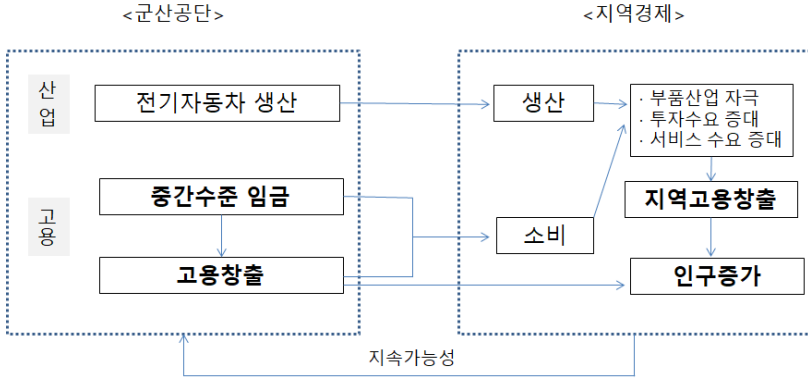 <군산공단>
<지역경제>
산업
전기자동차 생산
생산
· 부품산업 자극
· 투자수요 증대
· 서비스 수요 증대
고용
중간수준 임금
지역고용창출
소비
고용창출
인구증가
지속가능성